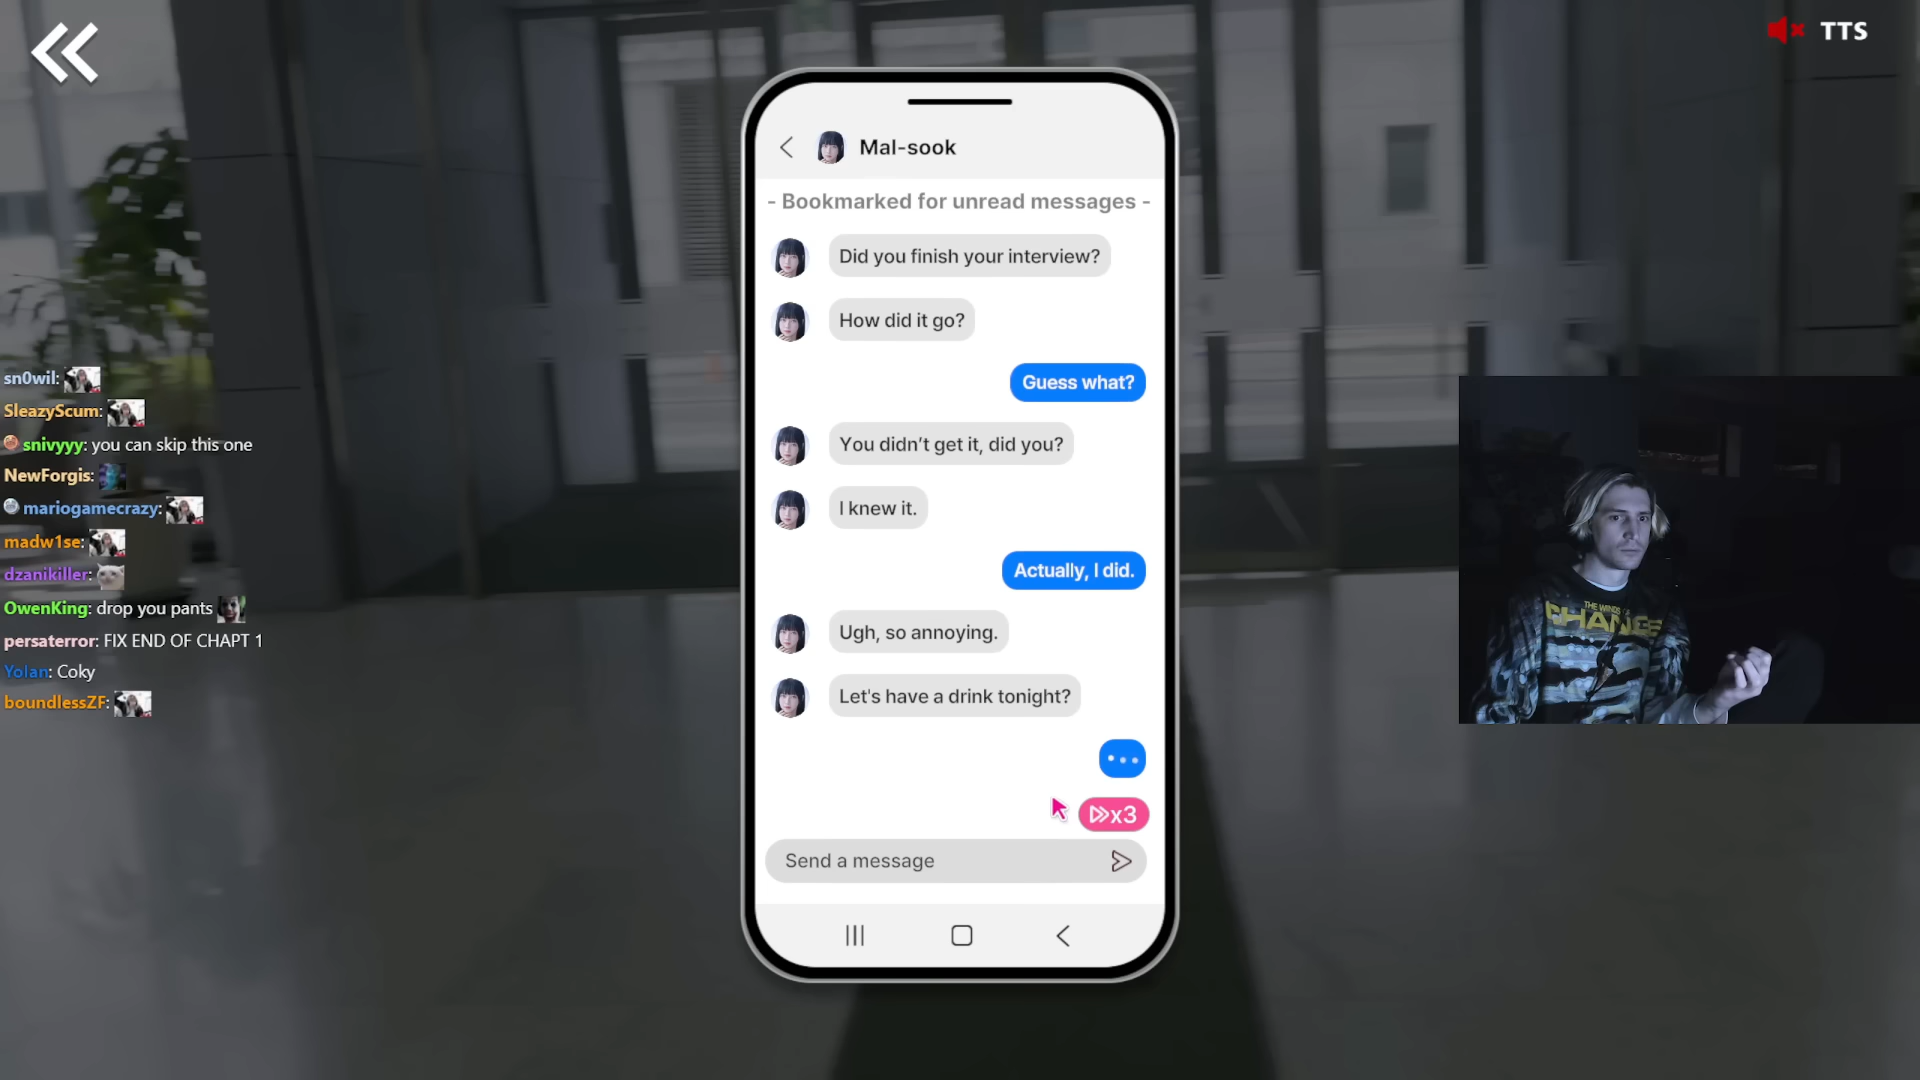 TTS
Mal-sook
- Bookmarked for unread messages -
Did you finish your interview?
How did it go?
Guess what?
You didn't get it, did you?
I knew it.
Actually, I did.
Ugh, so annoying.
Let's have a drink tonight?
x3
Send a message
sn0wil:
SleazyScum:
snivyyy: you can skip this one
NewForgis:
mariogamecrazy:
madw1se:
dzanikiller:
OwenKing: drop you pants
persaterror: FIX END OF CHAPT 1
Yolan: Coky
boundlessZF:
CHANGE